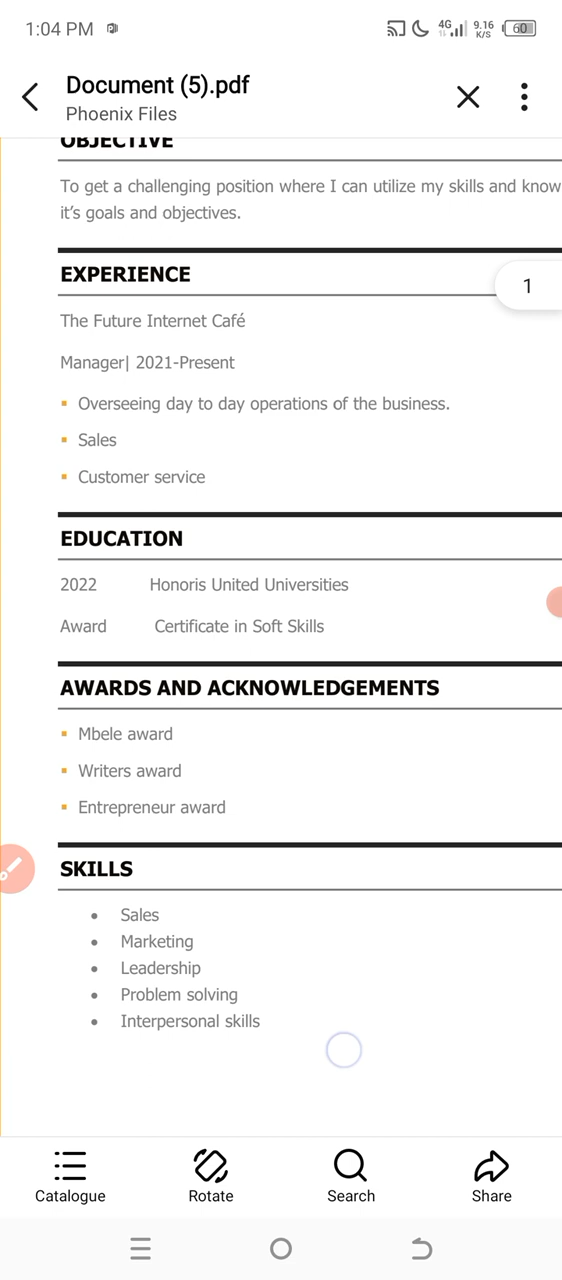 1:04 PM
4G 9.16 K/S 60
Document (5).pdf
Phoenix Files
OBJECTIVE
To get a challenging position where I can utilize my skills and know
it's goals and objectives.
EXPERIENCE
1
The Future Internet Café
Manager| 2021-Present
▪ Overseeing day to day operations of the business.
▪ Sales
▪ Customer service
EDUCATION
2022 Honoris United Universities
Award Certificate in Soft Skills
AWARDS AND ACKNOWLEDGEMENTS
▪ Mbele award
▪ Writers award
▪ Entrepreneur award
SKILLS
• Sales
• Marketing
• Leadership
• Problem solving
• Interpersonal skills
Catalogue Rotate Search Share